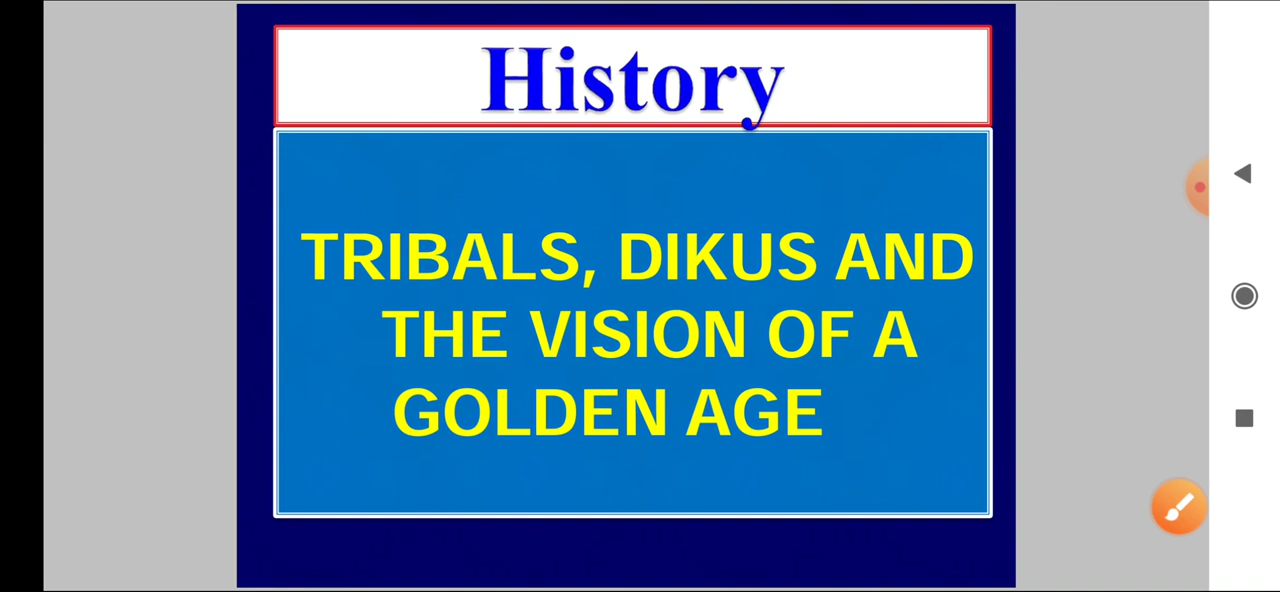 History
TRIBALS, DIKUS AND
THE VISION OF A
GOLDEN AGE